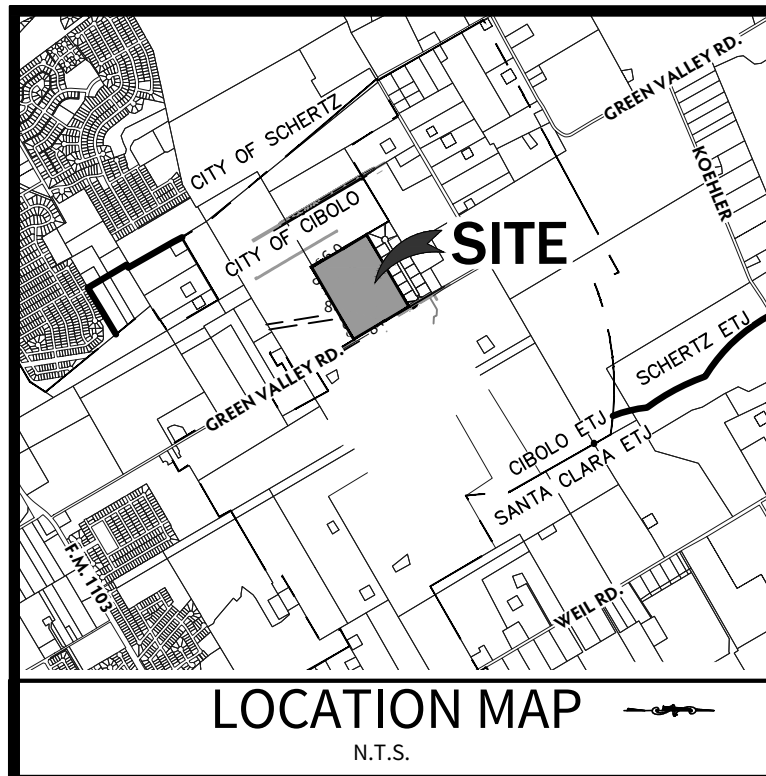 GREEN VALLEY RD.
CITY OF SCHERTZ
KOEHLER
CITY OF CIBOLO
SITE
GREEN VALLEY RD.
SCHERTZ ETJ
CIBOLO ETJ
SANTA CLARA ETJ
F.M. 1103
WEIL RD.
LOCATION MAP
N.T.S.